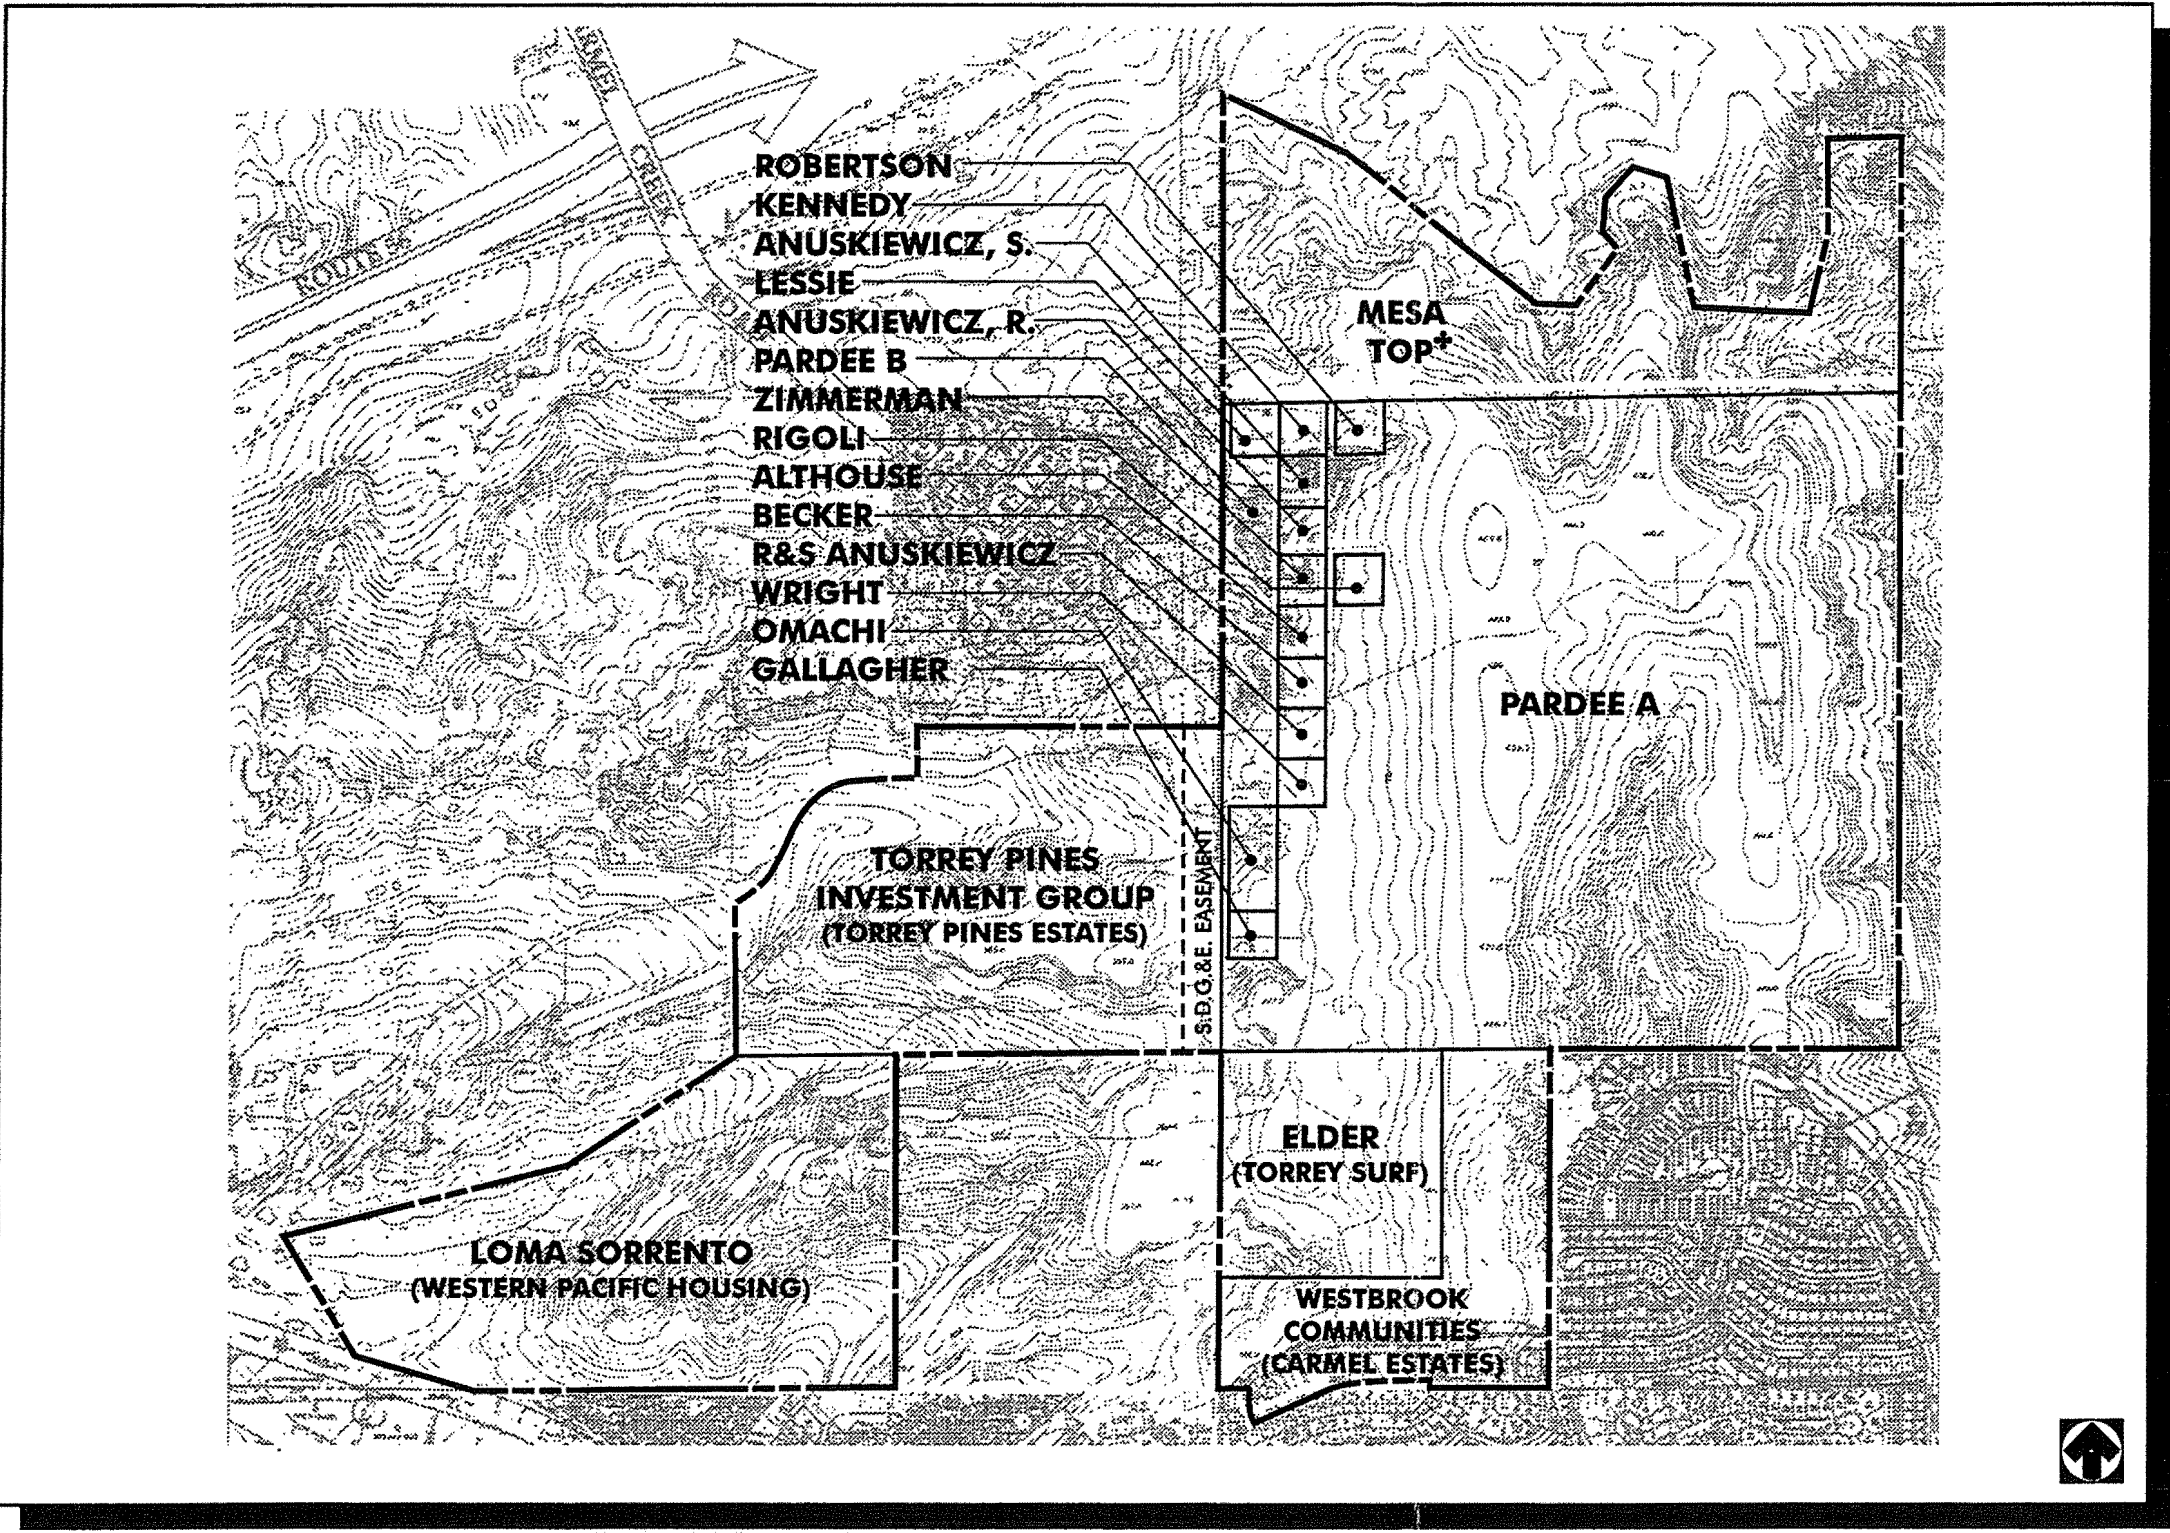 CARMEL
CREEK
ROAD
ROUTE
ROBERTSON
KENNEDY
ANUSKIEWICZ, S.
LESSIE
ANUSKIEWICZ, R.
PARDEE B
ZIMMERMAN
RIGOLI
ALTHOUSE
BECKER
R&S ANUSKIEWICZ
WRIGHT
OMACHI
GALLAGHER
MESA
TOP+
PARDEE A
TORREY PINES
INVESTMENT GROUP
(TORREY PINES ESTATES)
S.D.G.&E. EASEMENT
ELDER
(TORREY SURF)
LOMA SORRENTO
(WESTERN PACIFIC HOUSING)
WESTBROOK
COMMUNITIES
(CARMEL ESTATES)